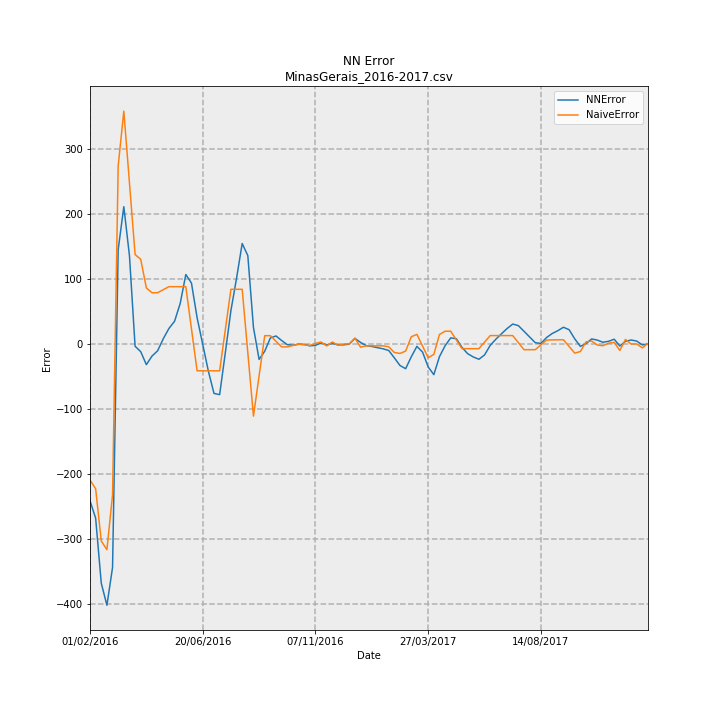 NN Error
MinasGerais_2016-2017.csv
NNError
NaiveError
300
200
100
0
−100
−200
−300
−400
Error
01/02/2016 20/06/2016 07/11/2016 27/03/2017 14/08/2017
Date